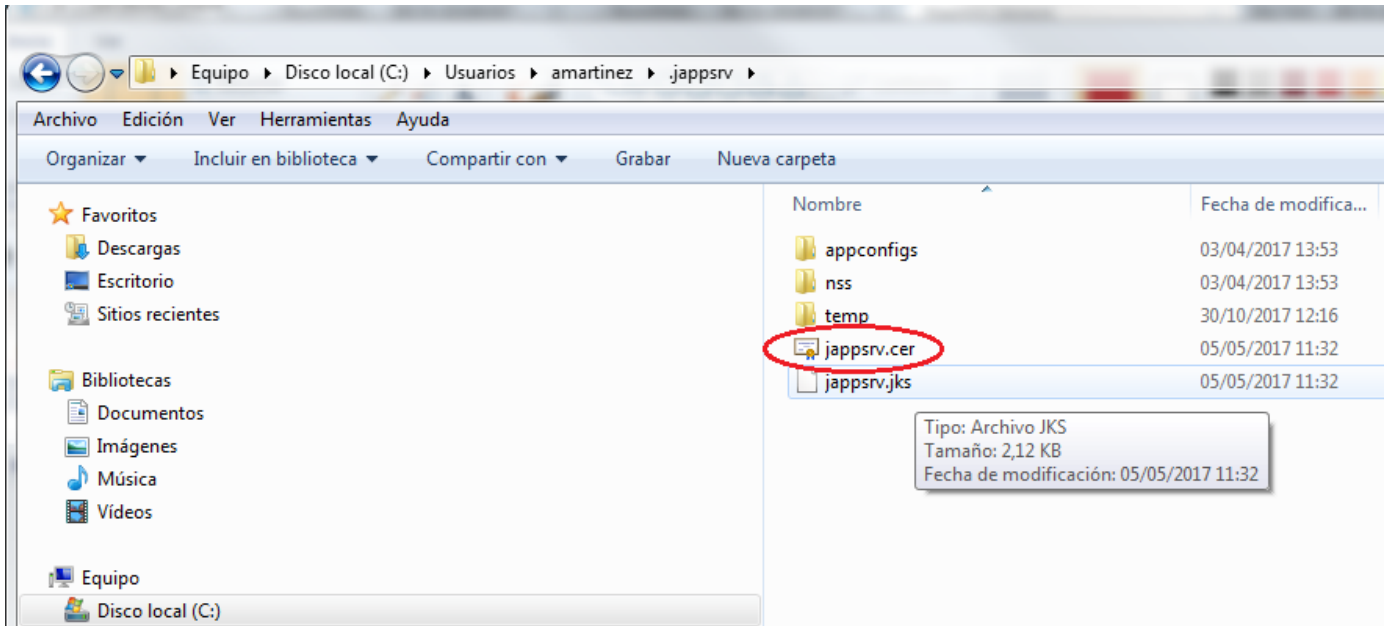 Equipo Disco local (C:) Usuarios amartinez .jappsrv
Archivo Edición Ver Herramientas Ayuda
Organizar Incluir en biblioteca Compartir con Grabar Nueva carpeta
Favoritos
Descargas
Escritorio
Sitios recientes
Bibliotecas
Documentos
Imágenes
Música
Vídeos
Equipo
Disco local (C:)
Nombre Fecha de modifica...
appconfigs 03/04/2017 13:53
nss 03/04/2017 13:53
temp 30/10/2017 12:16
jappsrv.cer 05/05/2017 11:32
jappsrv.jks 05/05/2017 11:32
Tipo: Archivo JKS
Tamaño: 2,12 KB
Fecha de modificación: 05/05/2017 11:32